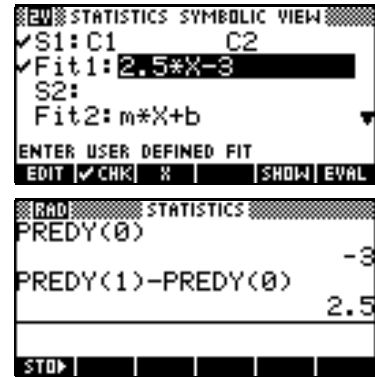 2V STATISTICS SYMBOLIC VIEW
✓S1:C1 C2
✓Fit1:2.5*X-3
S2:
Fit2:m*X+b ▼
ENTER USER DEFINED FIT
EDIT ✓CHK X SHOW EVAL
RAD STATISTICS
PREDY(0)
-3
PREDY(1)-PREDY(0)
2.5
STO▶